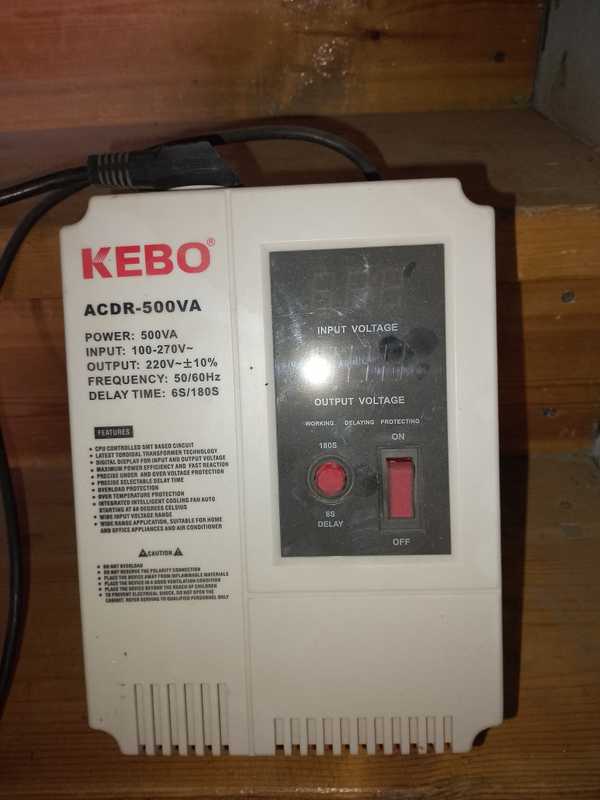 KEBO®
ACDR-500VA
POWER: 500VA
INPUT: 100-270V~
OUTPUT: 220V~±10%
FREQUENCY: 50/60Hz
DELAY TIME: 6S/180S
FEATURES
• CPU CONTROLLED SMT BASED CIRCUIT
• LATEST TOROIDAL TRANSFORMER TECHNOLOGY
• DIGITAL DISPLAY FOR INPUT AND OUTPUT VOLTAGE
• MAXIMUM POWER EFFICIENCY AND FAST REACTION
• PRECISE UNDER AND OVER VOLTAGE PROTECTION
• PRECISE SELECTABLE DELAY TIME
• OVERLOAD PROTECTION
• OVER TEMPERATURE PROTECTION
• INTEGRATED INTELLIGENT COOLING FAN AUTO
STARTING AT 60 DEGREES CELSIUS
• WIDE INPUT VOLTAGE RANGE
• WIDE RANGE APPLICATION, SUITABLE FOR HOME
AND OFFICE APPLIANCES AND AIR CONDITIONER
CAUTION
• DO NOT OVERLOAD
• DO NOT RESERVE THE POLARITY CONNECTION
• PLACE THE DEVICE AWAY FROM INFLAMMABLE MATERIALS
• PLACE THE DEVICE IN A GOOD VENTILATION CONDITION
• PLACE THE DEVICE BEYOND THE REACH OF CHILDREN
• TO PREVENT ELECTRICAL SHOCK, DO NOT OPEN THE
CABINET, REFER SERVING TO QUALIFIED PERSONNEL ONLY
INPUT VOLTAGE
OUTPUT VOLTAGE
WORKING DELAYING PROTECTING
180S
ON
6S
DELAY
OFF